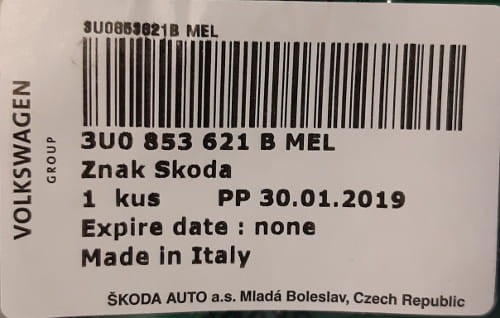 3U0853621B MEL
VOLKSWAGEN
GROUP
3U0 853 621 B MEL
Znak Skoda
1 kus PP 30.01.2019
Expire date : none
Made in Italy
ŠKODA AUTO a.s. Mladá Boleslav, Czech Republic